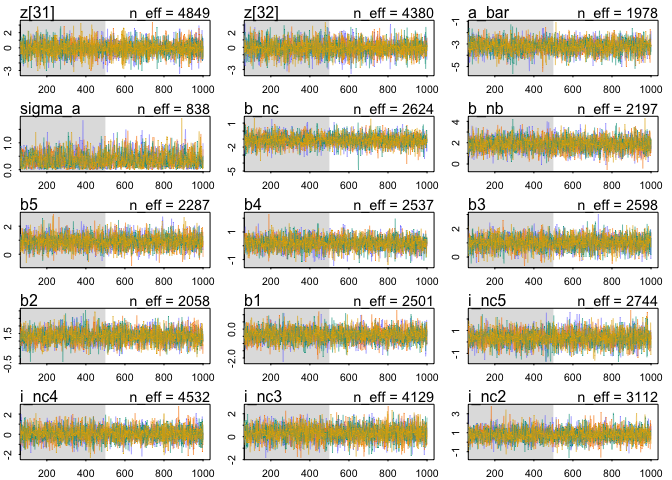 z[31] n_eff = 4849 z[32] n_eff = 4380 a_bar n_eff = 1978
2 2 -1
0 0 -3
-3 -3 -5
200 400 600 800 1000 200 400 600 800 1000 200 400 600 800 1000
sigma_a n_eff = 838 b_nc n_eff = 2624 b_nb n_eff = 2197
1.0 1 4
-2 2
0.0 -5 0
200 400 600 800 1000 200 400 600 800 1000 200 400 600 800 1000
b5 n_eff = 2287 b4 n_eff = 2537 b3 n_eff = 2598
2 1 2
0 -1 0
200 400 600 800 1000 200 400 600 800 1000 200 400 600 800 1000
b2 n_eff = 2058 b1 n_eff = 2501 i_nc5 n_eff = 2744
1.5 0.0 1
-0.5 -2.0 -1
200 400 600 800 1000 200 400 600 800 1000 200 400 600 800 1000
i_nc4 n_eff = 4532 i_nc3 n_eff = 4129 i_nc2 n_eff = 3112
2 2 3
0 0 1
-2 -2 -1
200 400 600 800 1000 200 400 600 800 1000 200 400 600 800 1000